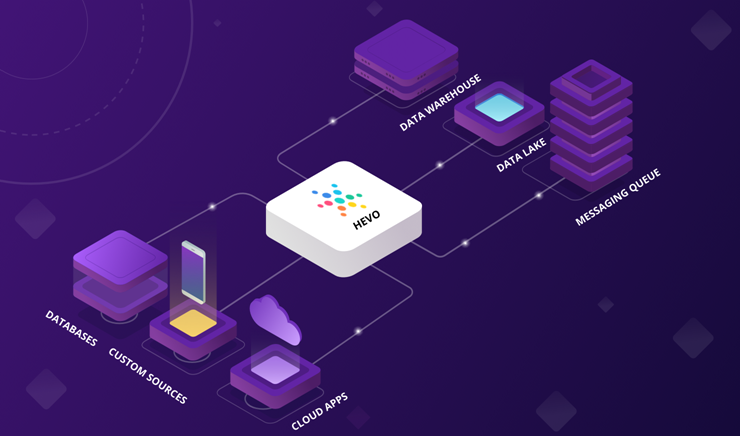 DATA WAREHOUSE
DATA LAKE
MESSAGING QUEUE
HEVO
DATABASES
CUSTOM SOURCES
CLOUD APPS